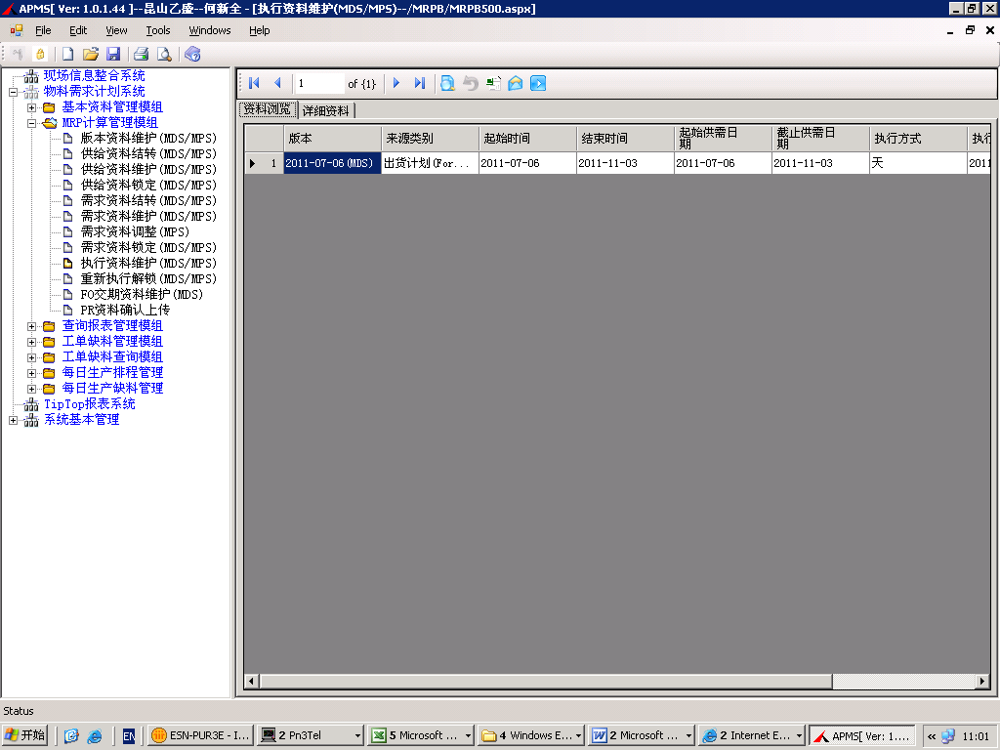 APMS[ Ver: 1.0.1.44 ]--昆山乙盛--何新全 - [执行资料维护(MDS/MPS)--/MRPB/MRPB500.aspx]
File Edit View Tools Windows Help
现场信息整合系统
物料需求计划系统
基本资料管理模组
MRP计算管理模组
版本资料维护(MDS/MPS)
供给资料结转(MDS/MPS)
供给资料维护(MDS/MPS)
供给资料锁定(MDS/MPS)
需求资料结转(MDS/MPS)
需求资料维护(MDS/MPS)
需求资料调整(MPS)
需求资料锁定(MDS/MPS)
执行资料维护(MDS/MPS)
重新执行解锁(MDS/MPS)
FO交期资料维护(MDS)
PR资料确认上传
查询报表管理模组
工单缺料管理模组
工单缺料查询模组
每日生产排程管理
每日生产缺料管理
TipTop报表系统
系统基本管理
1 of {1}
资料浏览 详细资料
版本 来源类别 起始时间 结束时间 起始供需日期 截止供需日期 执行方式 执行
1 2011-07-06(MDS) 出货计划(For... 2011-07-06 2011-11-03 2011-07-06 2011-11-03 天 2011
Status
开始 EN ESN-PUR3E - I... 2 Pn3Tel 5 Microsoft ... 4 Windows E... 2 Microsoft ... 2 Internet E... APMS[ Ver: 1.... « 11:01